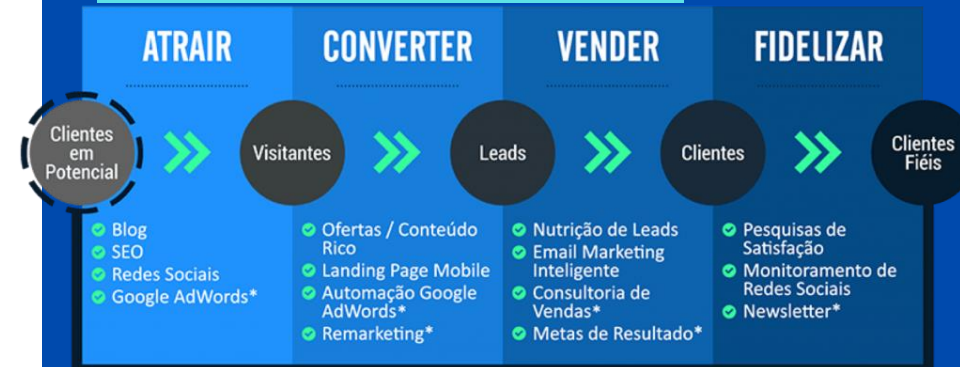 ATRAIR
CONVERTER
VENDER
FIDELIZAR
Clientes
em
Potencial
Visitantes
Leads
Clientes
Clientes
Fiéis
Blog
SEO
Redes Sociais
Google AdWords*
Ofertas / Conteúdo
Rico
Landing Page Mobile
Automação Google
AdWords*
Remarketing*
Nutrição de Leads
Email Marketing
Inteligente
Consultoria de
Vendas*
Metas de Resultado*
Pesquisas de
Satisfação
Monitoramento de
Redes Sociais
Newsletter*